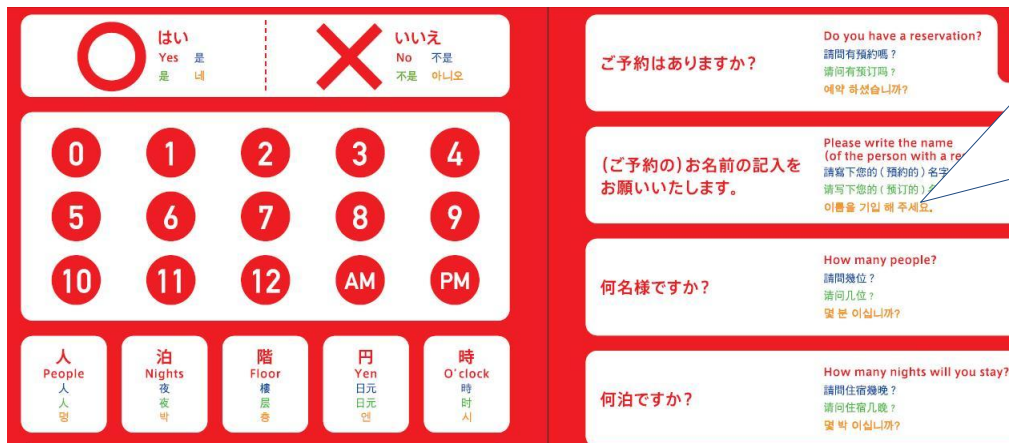 はい
Yes 是
是 네
いいえ
No 不是
不是 아니오
0 1 2 3 4
5 6 7 8 9
10 11 12 AM PM
人
People
人
人
명
泊
Nights
夜
夜
박
階
Floor
樓
层
층
円
Yen
日元
日元
엔
時
O'clock
時
时
시
ご予約はありますか？
Do you have a reservation?
請問有預約嗎？
请问有预订吗？
예약 하셨습니까?
（ご予約の）お名前の記入を
お願いいたします。
Please write the name
(of the person with a
請寫下您的（預約的）名字
请写下您的（预订的）
이름을 기입 해 주세요.
何名様ですか？
How many people?
請問幾位？
请问几位？
몇 분 이십니까?
何泊ですか？
How many nights will you stay?
請問住宿幾晚？
请问住宿几晚？
몇 박 이십니까?